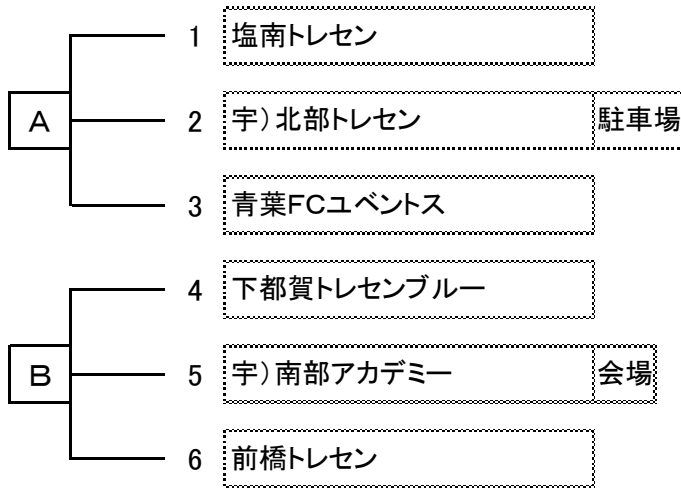 1 塩南トレセン
A 2 宇）北部トレセン 駐車場
3 青葉FCユベントス
4 下都賀トレセンブルー
B 5 宇）南部アカデミー 会場
6 前橋トレセン